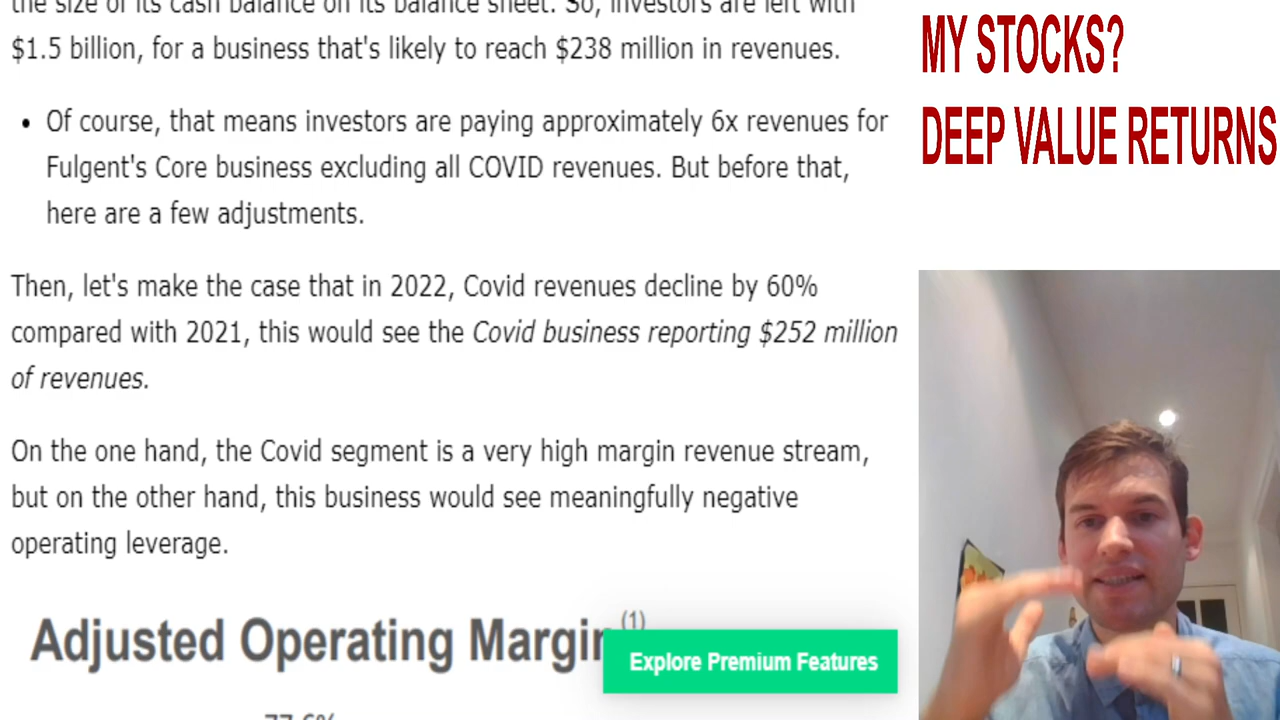 the size of its cash balance on its balance sheet. So, investors are left with
$1.5 billion, for a business that's likely to reach $238 million in revenues.
• Of course, that means investors are paying approximately 6x revenues for
Fulgent's Core business excluding all COVID revenues. But before that,
here are a few adjustments.
Then, let's make the case that in 2022, Covid revenues decline by 60%
compared with 2021, this would see the Covid business reporting $252 million
of revenues.
On the one hand, the Covid segment is a very high margin revenue stream,
but on the other hand, this business would see meaningfully negative
operating leverage.
Adjusted Operating Margin (1)
Explore Premium Features
MY STOCKS?
DEEP VALUE RETURNS